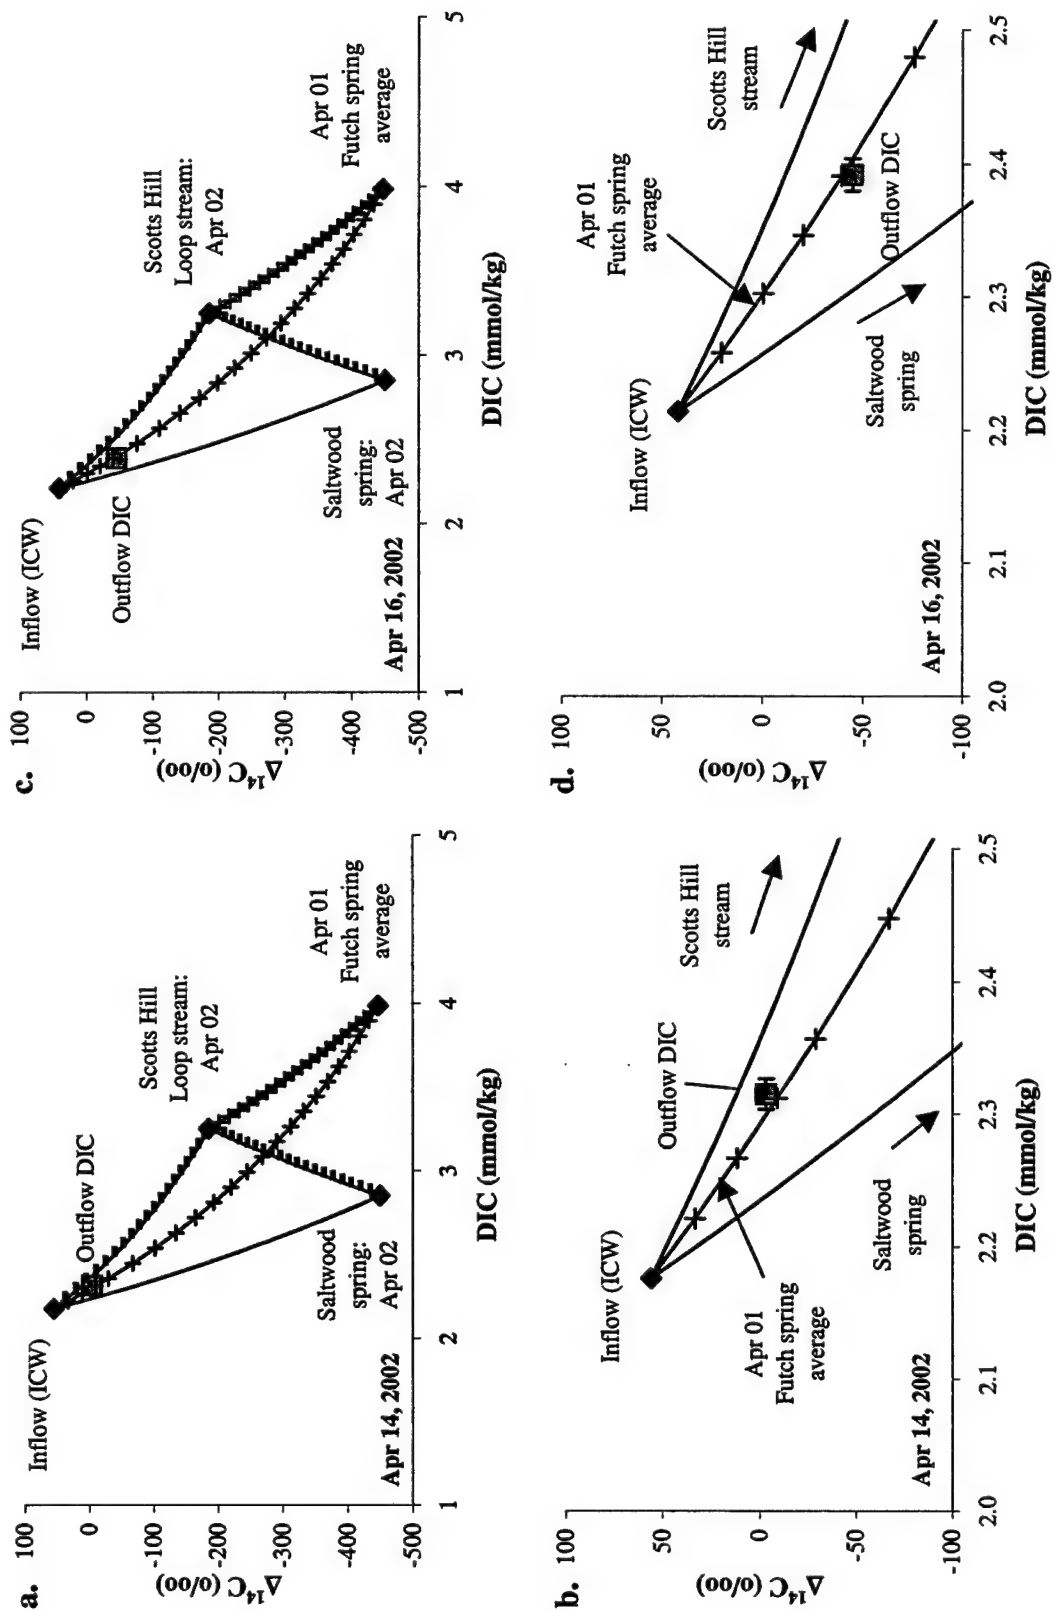 a.
100
0
-100
-200
-300
-400
-500
Δ¹⁴C (o/oo)
1
2
3
4
5
DIC (mmol/kg)
Inflow (ICW)
Outflow DIC
Scotts Hill
Loop stream:
Apr 02
Apr 01
Futch spring
average
Saltwood
spring:
Apr 02
Apr 14, 2002
b.
100
50
0
-50
-100
Δ¹⁴C (o/oo)
2.0
2.1
2.2
2.3
2.4
2.5
DIC (mmol/kg)
Inflow (ICW)
Outflow DIC
Scotts Hill
stream
Apr 01
Futch spring
average
Saltwood
spring
Apr 14, 2002
c.
100
0
-100
-200
-300
-400
-500
Δ¹⁴C (o/oo)
1
2
3
4
5
DIC (mmol/kg)
Inflow (ICW)
Outflow DIC
Scotts Hill
Loop stream:
Apr 02
Apr 01
Futch spring
average
Saltwood
spring:
Apr 02
Apr 16, 2002
d.
100
50
0
-50
-100
Δ¹⁴C (o/oo)
2.0
2.1
2.2
2.3
2.4
2.5
DIC (mmol/kg)
Inflow (ICW)
Apr 01
Futch spring
average
Scotts Hill
stream
Outflow DIC
Saltwood
spring
Apr 16, 2002